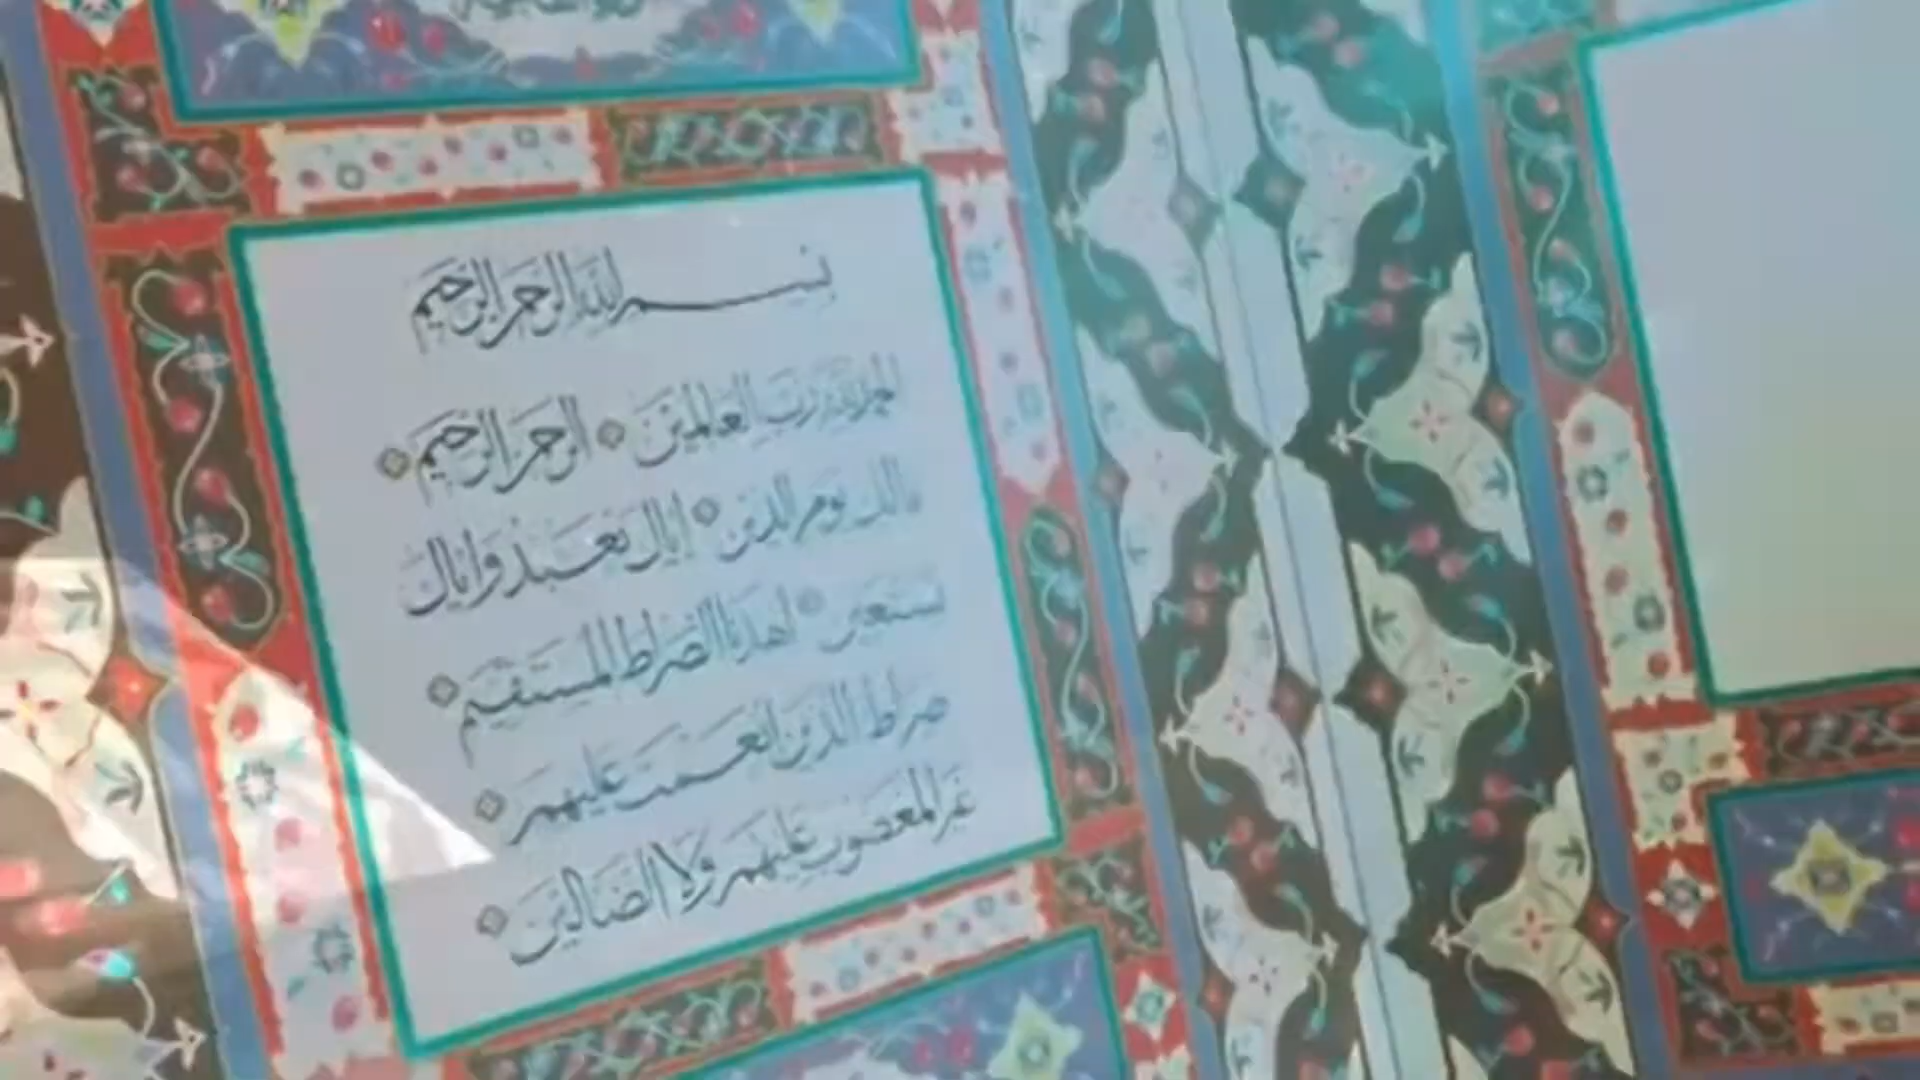 بسم الله الرحمن الرحيم
الحمد لله رب العالمين ۝ الرحمن الرحيم ۝
مالك يوم الدين ۝ إياك نعبد وإياك
نستعين ۝ اهدنا الصراط المستقيم ۝
صراط الذين أنعمت عليهم ۝
غير المغضوب عليهم ولا الضالين ۝